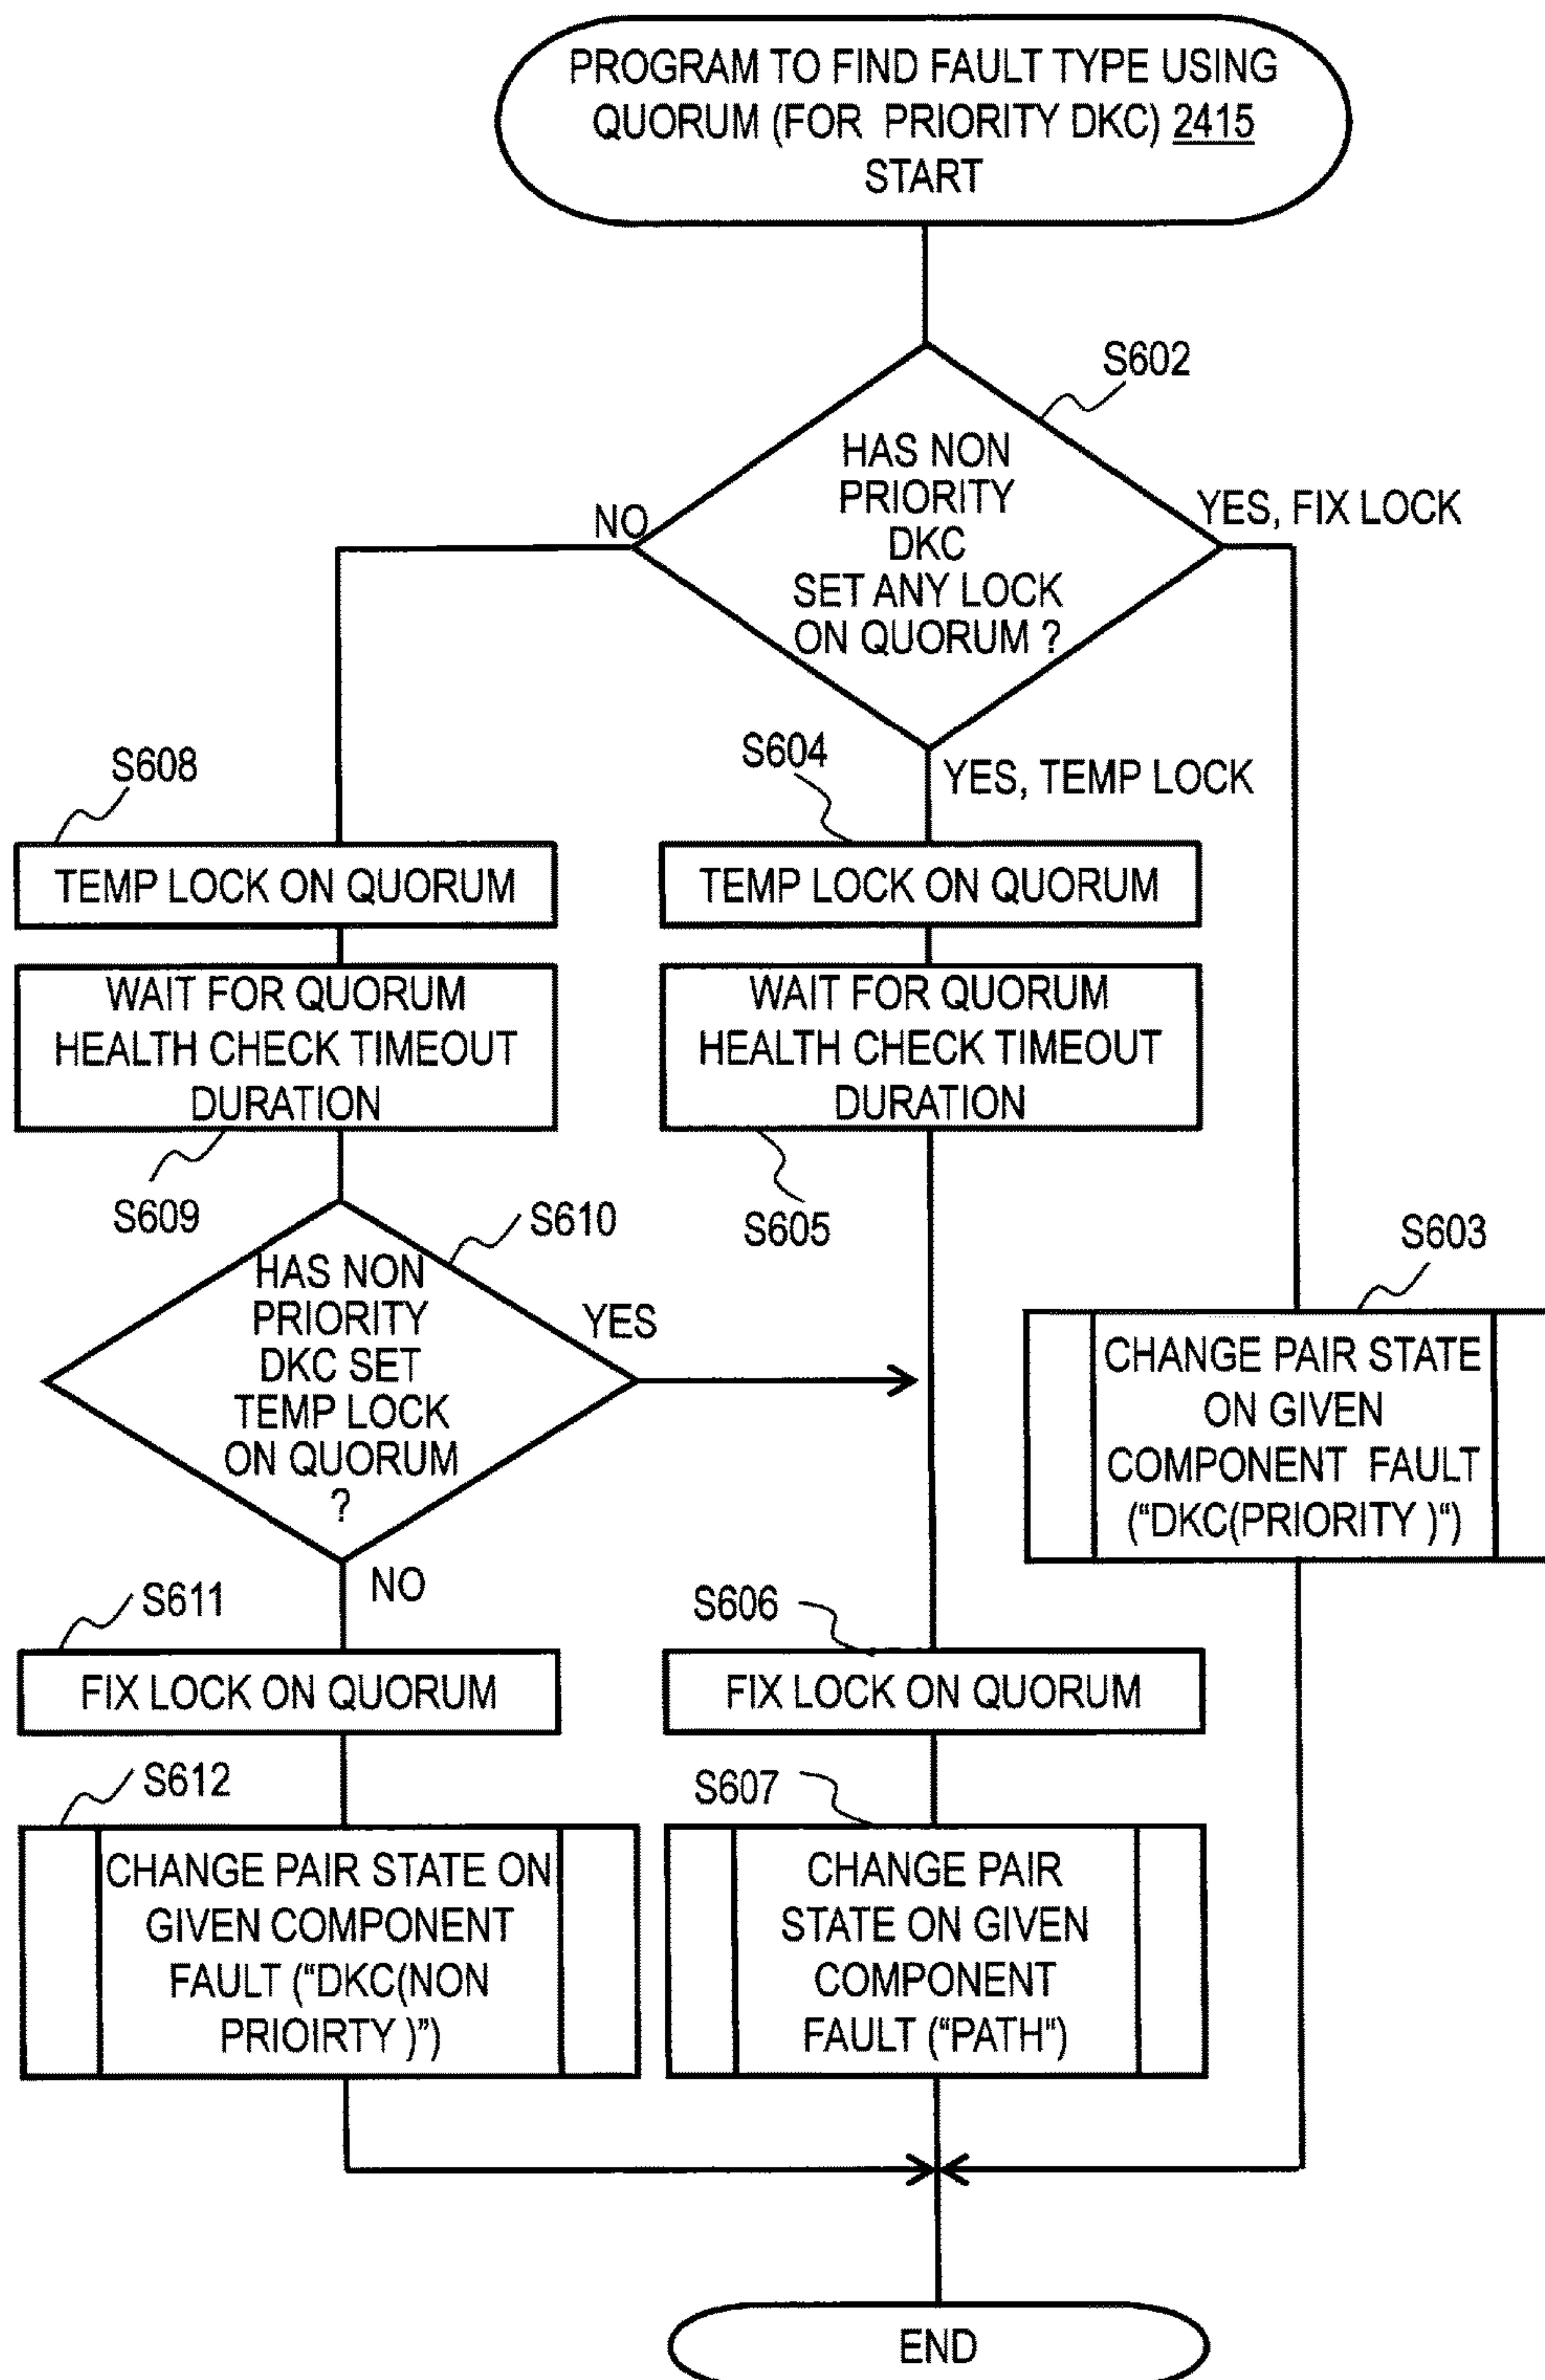 PROGRAM TO FIND FAULT TYPE USING
QUORUM (FOR PRIORITY DKC) 2415
START
S602
HAS NON
PRIORITY
DKC
SET ANY LOCK
ON QUORUM ?
NO
YES, FIX LOCK
YES, TEMP LOCK
S608
TEMP LOCK ON QUORUM
S604
TEMP LOCK ON QUORUM
WAIT FOR QUORUM
HEALTH CHECK TIMEOUT
DURATION
S609
WAIT FOR QUORUM
HEALTH CHECK TIMEOUT
DURATION
S605
S610
HAS NON
PRIORITY
DKC SET
TEMP LOCK
ON QUORUM
?
YES
NO
S603
CHANGE PAIR STATE
ON GIVEN
COMPONENT FAULT
("DKC(PRIORITY )")
S611
FIX LOCK ON QUORUM
S606
FIX LOCK ON QUORUM
S612
CHANGE PAIR STATE ON
GIVEN COMPONENT
FAULT ("DKC(NON
PRIOIRTY )")
S607
CHANGE PAIR
STATE ON GIVEN
COMPONENT
FAULT ("PATH")
END